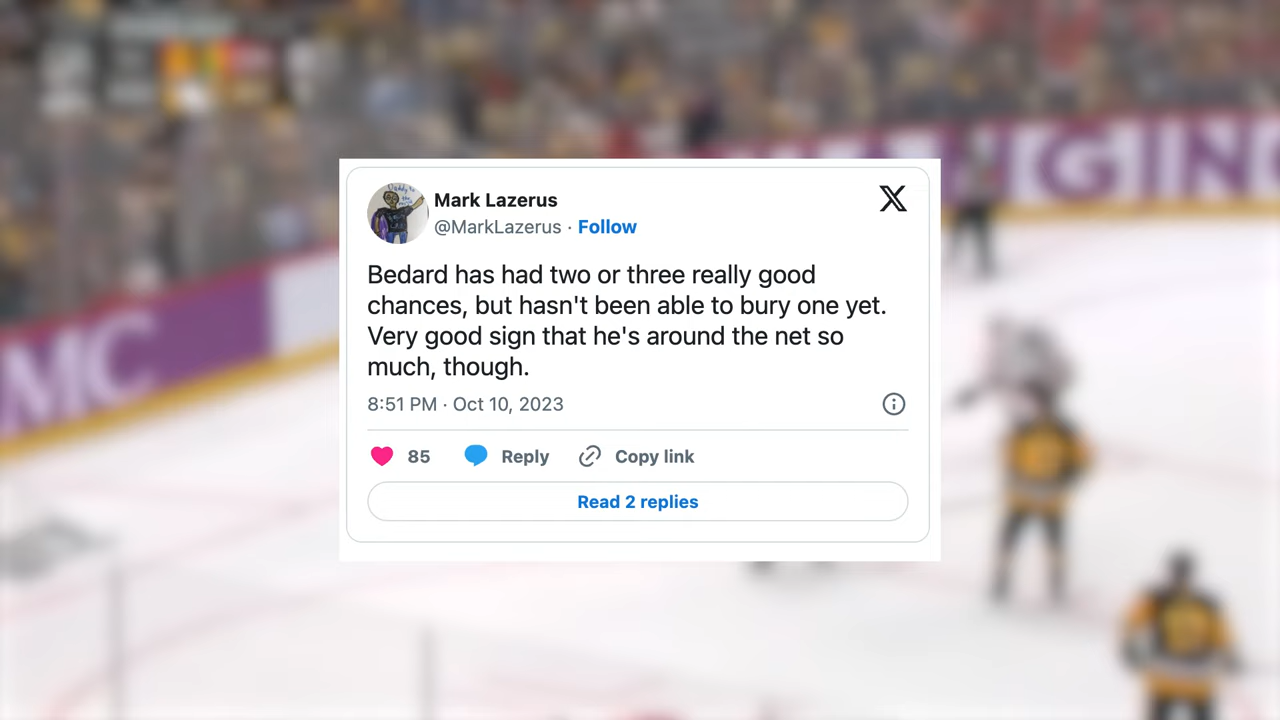 Mark Lazerus
@MarkLazerus · Follow
Bedard has had two or three really good
chances, but hasn't been able to bury one yet.
Very good sign that he's around the net so
much, though.
8:51 PM · Oct 10, 2023
85 Reply Copy link
Read 2 replies
MC
GING